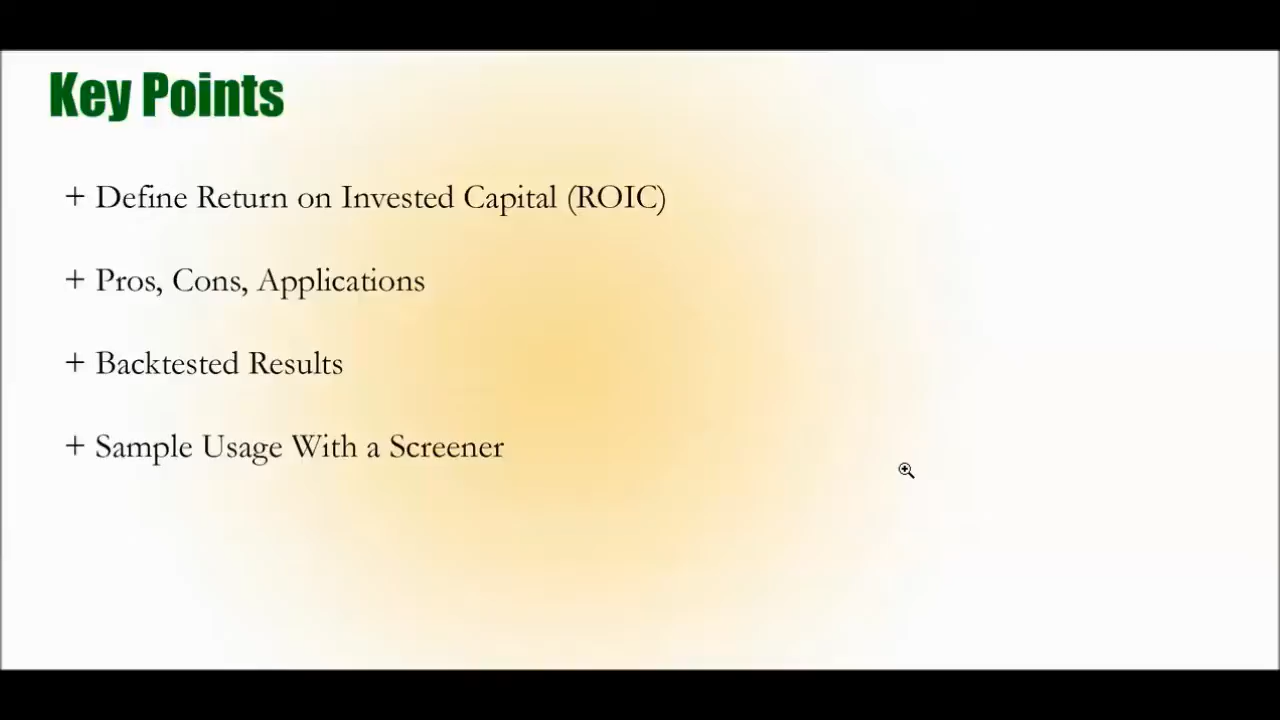 Key Points
+ Define Return on Invested Capital (ROIC)
+ Pros, Cons, Applications
+ Backtested Results
+ Sample Usage With a Screener